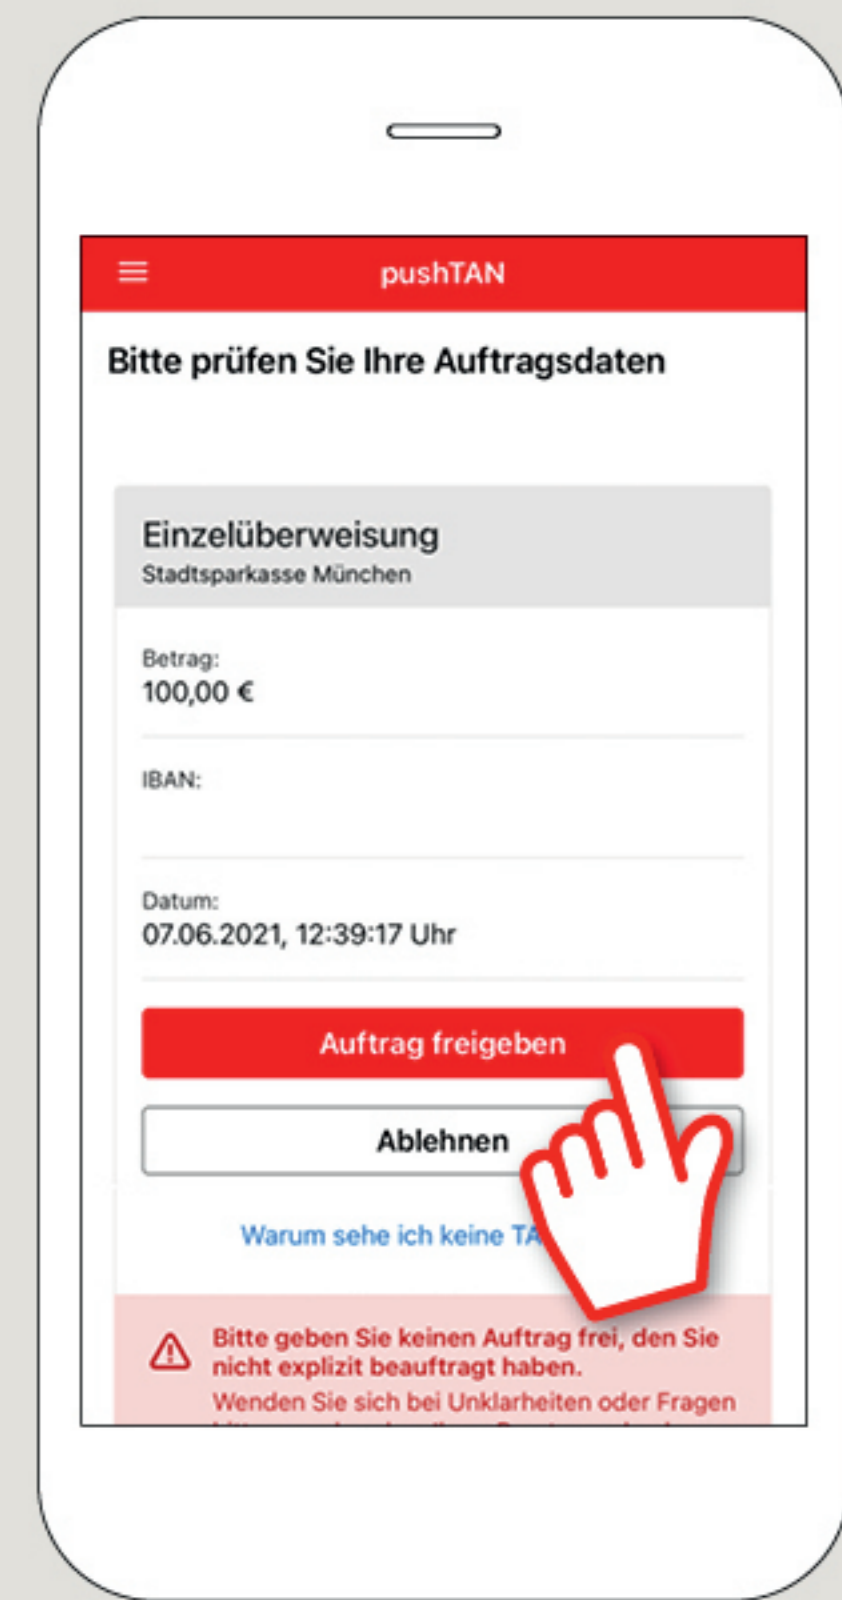 pushTAN
Bitte prüfen Sie Ihre Auftragsdaten
Einzelüberweisung
Stadtsparkasse München
Betrag:
100,00 €
IBAN:
Datum:
07.06.2021, 12:39:17 Uhr
Auftrag freigeben
Ablehnen
Warum sehe ich keine
Bitte geben Sie keinen Auftrag frei, den Sie
nicht explizit beauftragt haben.
Wenden Sie sich bei Unklarheiten oder Fragen